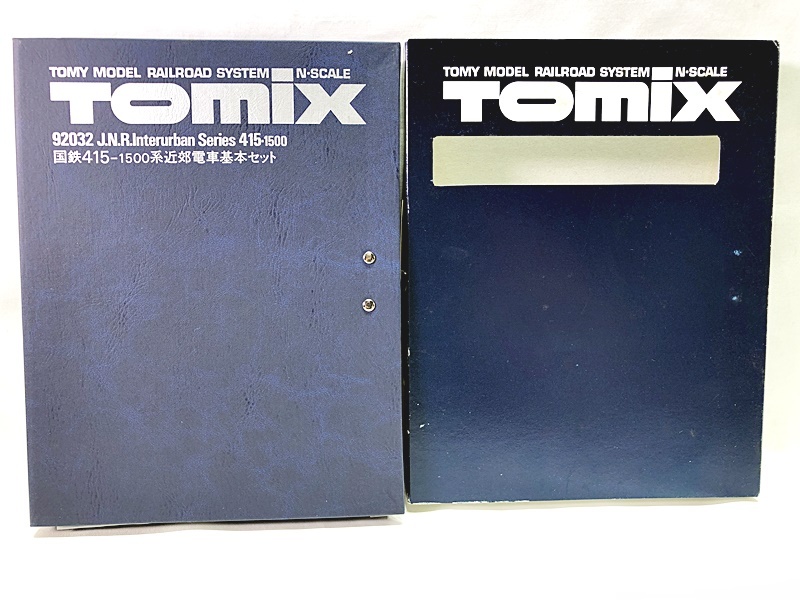 TOMY MODEL RAILROAD SYSTEM N•SCALE
TOMIX
92032 J.N.R.Interurban Series 415-1500
国鉄415-1500系近郊電車基本セット
TOMY MODEL RAILROAD SYSTEM N•SCALE
TOMIX